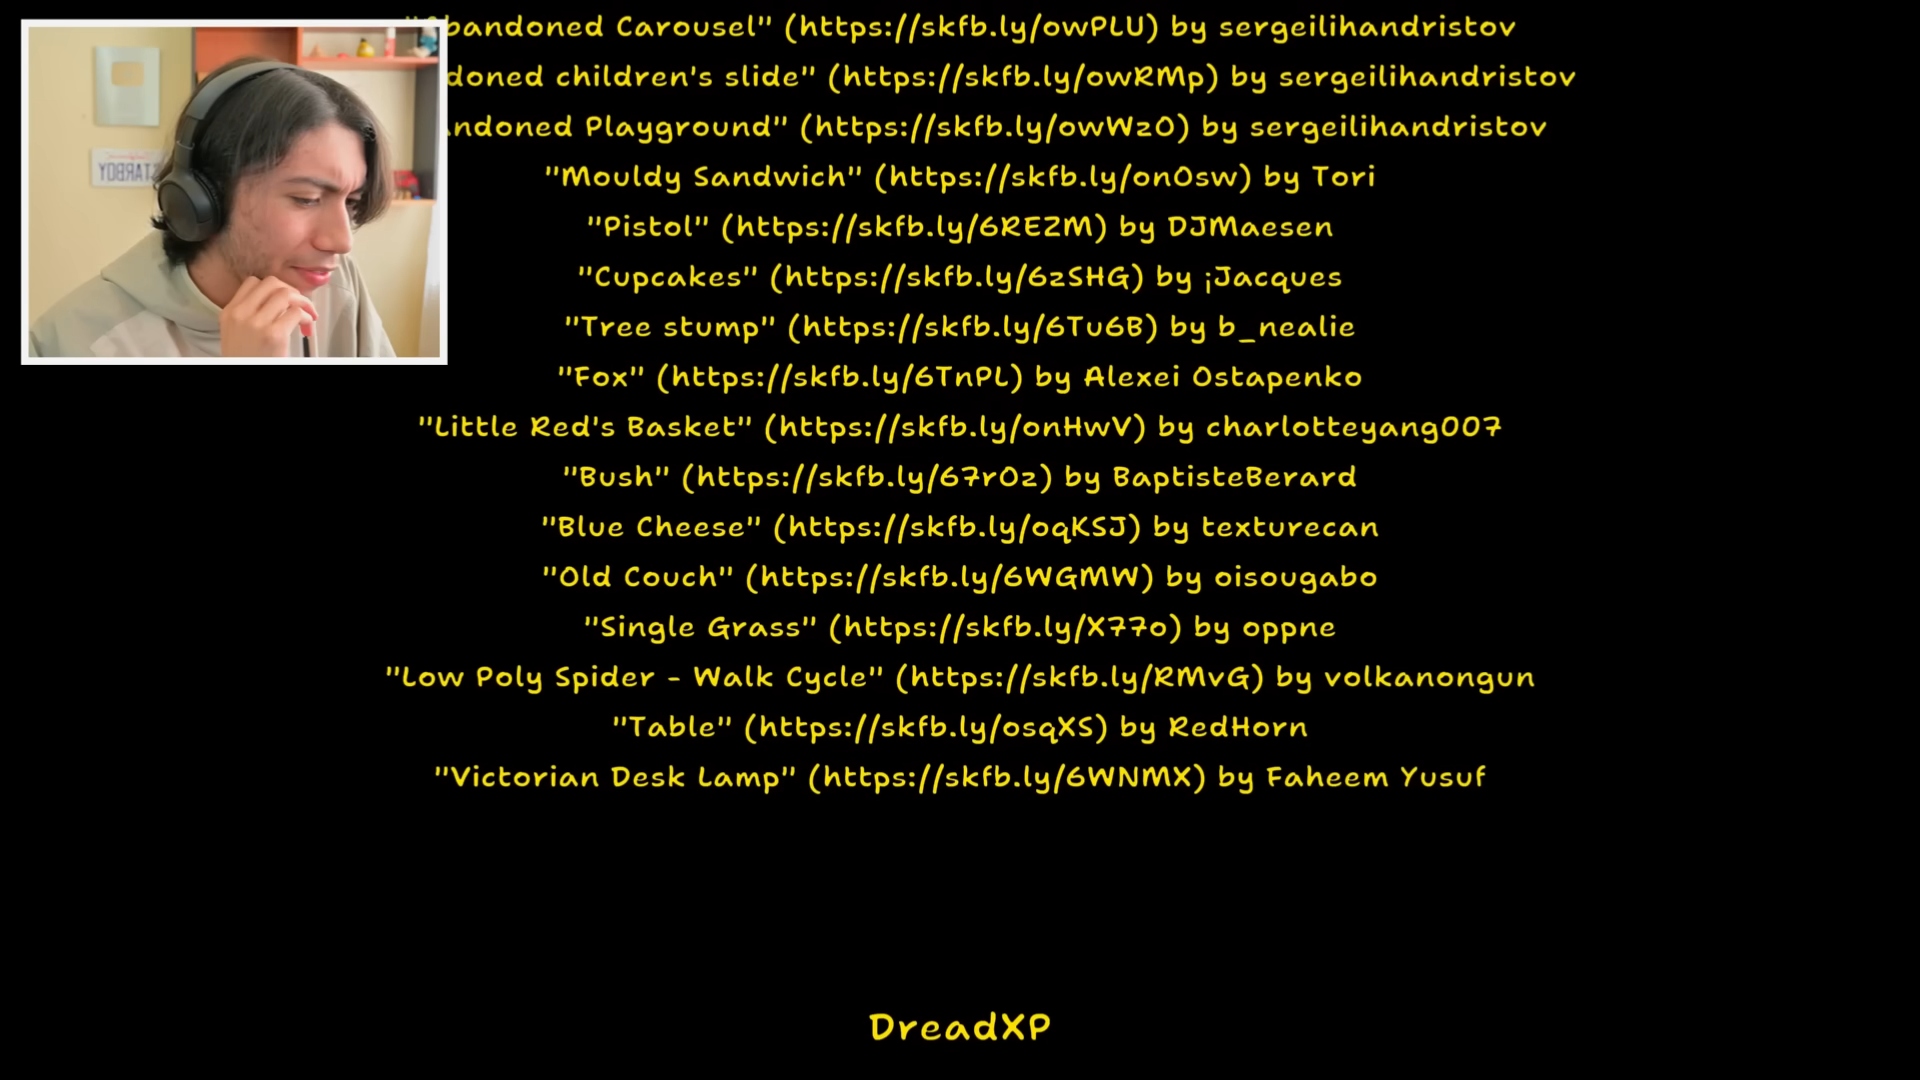 "Abandoned Carousel" (https://skfb.ly/owPLU) by sergeilihandristov
children's slide" (https://skfb.ly/owRMp) by sergeilihandristov
Playground" (https://skfb.ly/owWzO) by sergeilihandristov
"Mouldy Sandwich" (https://skfb.ly/onOsw) by Tori
"Pistol" (https://skfb.ly/6REZM) by DJMaesen
"Cupcakes" (https://skfb.ly/6zSHG) by ¡Jacques
"Tree stump" (https://skfb.ly/6Tu6B) by b_nealie
"Fox" (https://skfb.ly/6TnPL) by Alexei Ostapenko
"Little Red's Basket" (https://skfb.ly/onHwV) by charlotteyang007
"Bush" (https://skfb.ly/67rOz) by BaptisteBerard
"Blue Cheese" (https://skfb.ly/oqKSJ) by texturecan
"Old Couch" (https://skfb.ly/6WGMW) by oisougabo
"Single Grass" (https://skfb.ly/X77o) by oppne
"Low Poly Spider - Walk Cycle" (https://skfb.ly/RMvG) by volkanongun
"Table" (https://skfb.ly/osqXS) by RedHorn
"Victorian Desk Lamp" (https://skfb.ly/6WNMX) by Faheem Yusuf
DreadXP